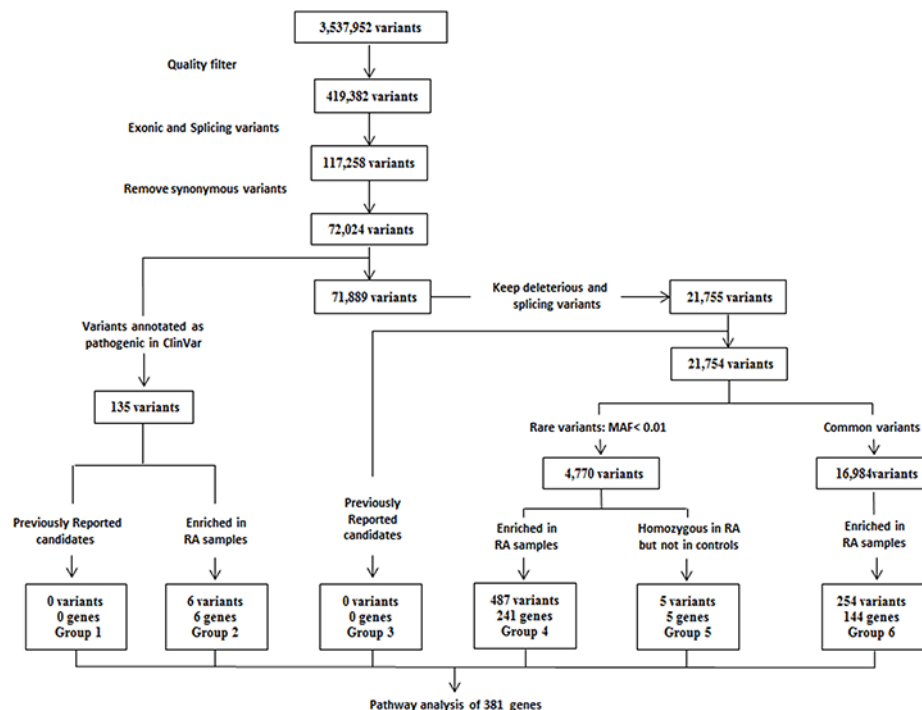 3,537,952 variants
Quality filter
419,382 variants
Exonic and Splicing variants
117,258 variants
Remove synonymous variants
72,024 variants
71,889 variants
Keep deleterious and
splicing variants
21,755 variants
Variants annotated as
pathogenic in ClinVar
21,754 variants
135 variants
Rare variants: MAF< 0.01
Common variants
4,770 variants
16,984variants
Previously Reported
candidates
Enriched in
RA samples
Previously
Reported
candidates
Enriched in
RA samples
Homozygous in RA
but not in controls
Enriched in
RA samples
0 variants
0 genes
Group 1
6 variants
6 genes
Group 2
0 variants
0 genes
Group 3
487 variants
241 genes
Group 4
5 variants
5 genes
Group 5
254 variants
144 genes
Group 6
Pathway analysis of 381 genes